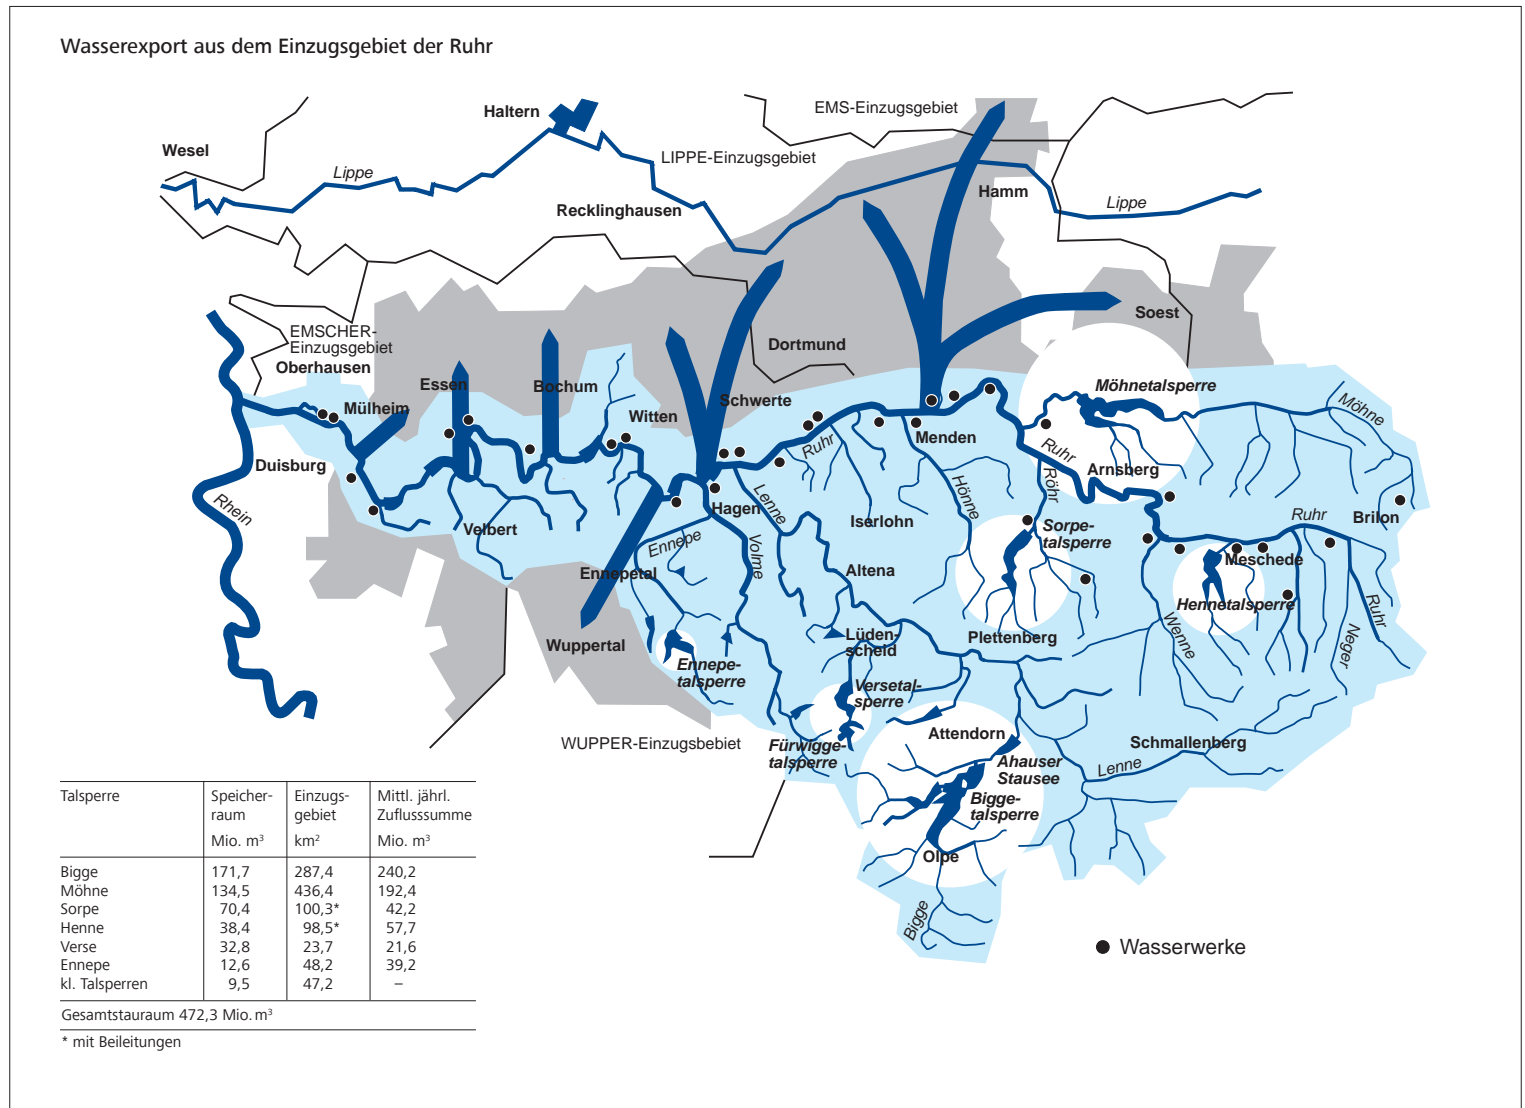 Wasserexport aus dem Einzugsgebiet der Ruhr
EMS-Einzugsgebiet
Haltern
Wesel
LIPPE-Einzugsgebiet
Lippe
Hamm
Lippe
Recklinghausen
Soest
EMSCHER-
Einzugsgebiet
Oberhausen
Dortmund
Essen
Bochum
Möhnetalsperre
Mülheim
Schwerte
Witten
Möhne
Menden
Ruhr
Ruhr
Duisburg
Arnsberg
Röhr
Hönne
Lenne
Rhein
Hagen
Iserlohn
Velbert
Sorpe-
talsperre
Ruhr
Brilon
Ennepe
Volme
Ennepetal
Altena
Meschede
Hennetalsperre
Ruhr
Wuppertal
Lüden-
scheid
Plettenberg
Wenne
Neger
Ennepe-
talsperre
Versetal-
sperre
WUPPER-Einzugsbebiet
Fürwigge-
talsperre
Attendorn
Schmallenberg
Lenne
Ahauser
Stausee
Bigge-
talsperre
Olpe
Bigge
Wasserwerke
Talsperre Speicher- Einzugs- Mittl. jährl.
raum gebiet Zuflusssumme
Mio. m³ km² Mio. m³
Bigge 171,7 287,4 240,2
Möhne 134,5 436,4 192,4
Sorpe 70,4 100,3* 42,2
Henne 38,4 98,5* 57,7
Verse 32,8 23,7 21,6
Ennepe 12,6 48,2 39,2
kl. Talsperren 9,5 47,2 –
Gesamtstauraum 472,3 Mio. m³
* mit Beileitungen